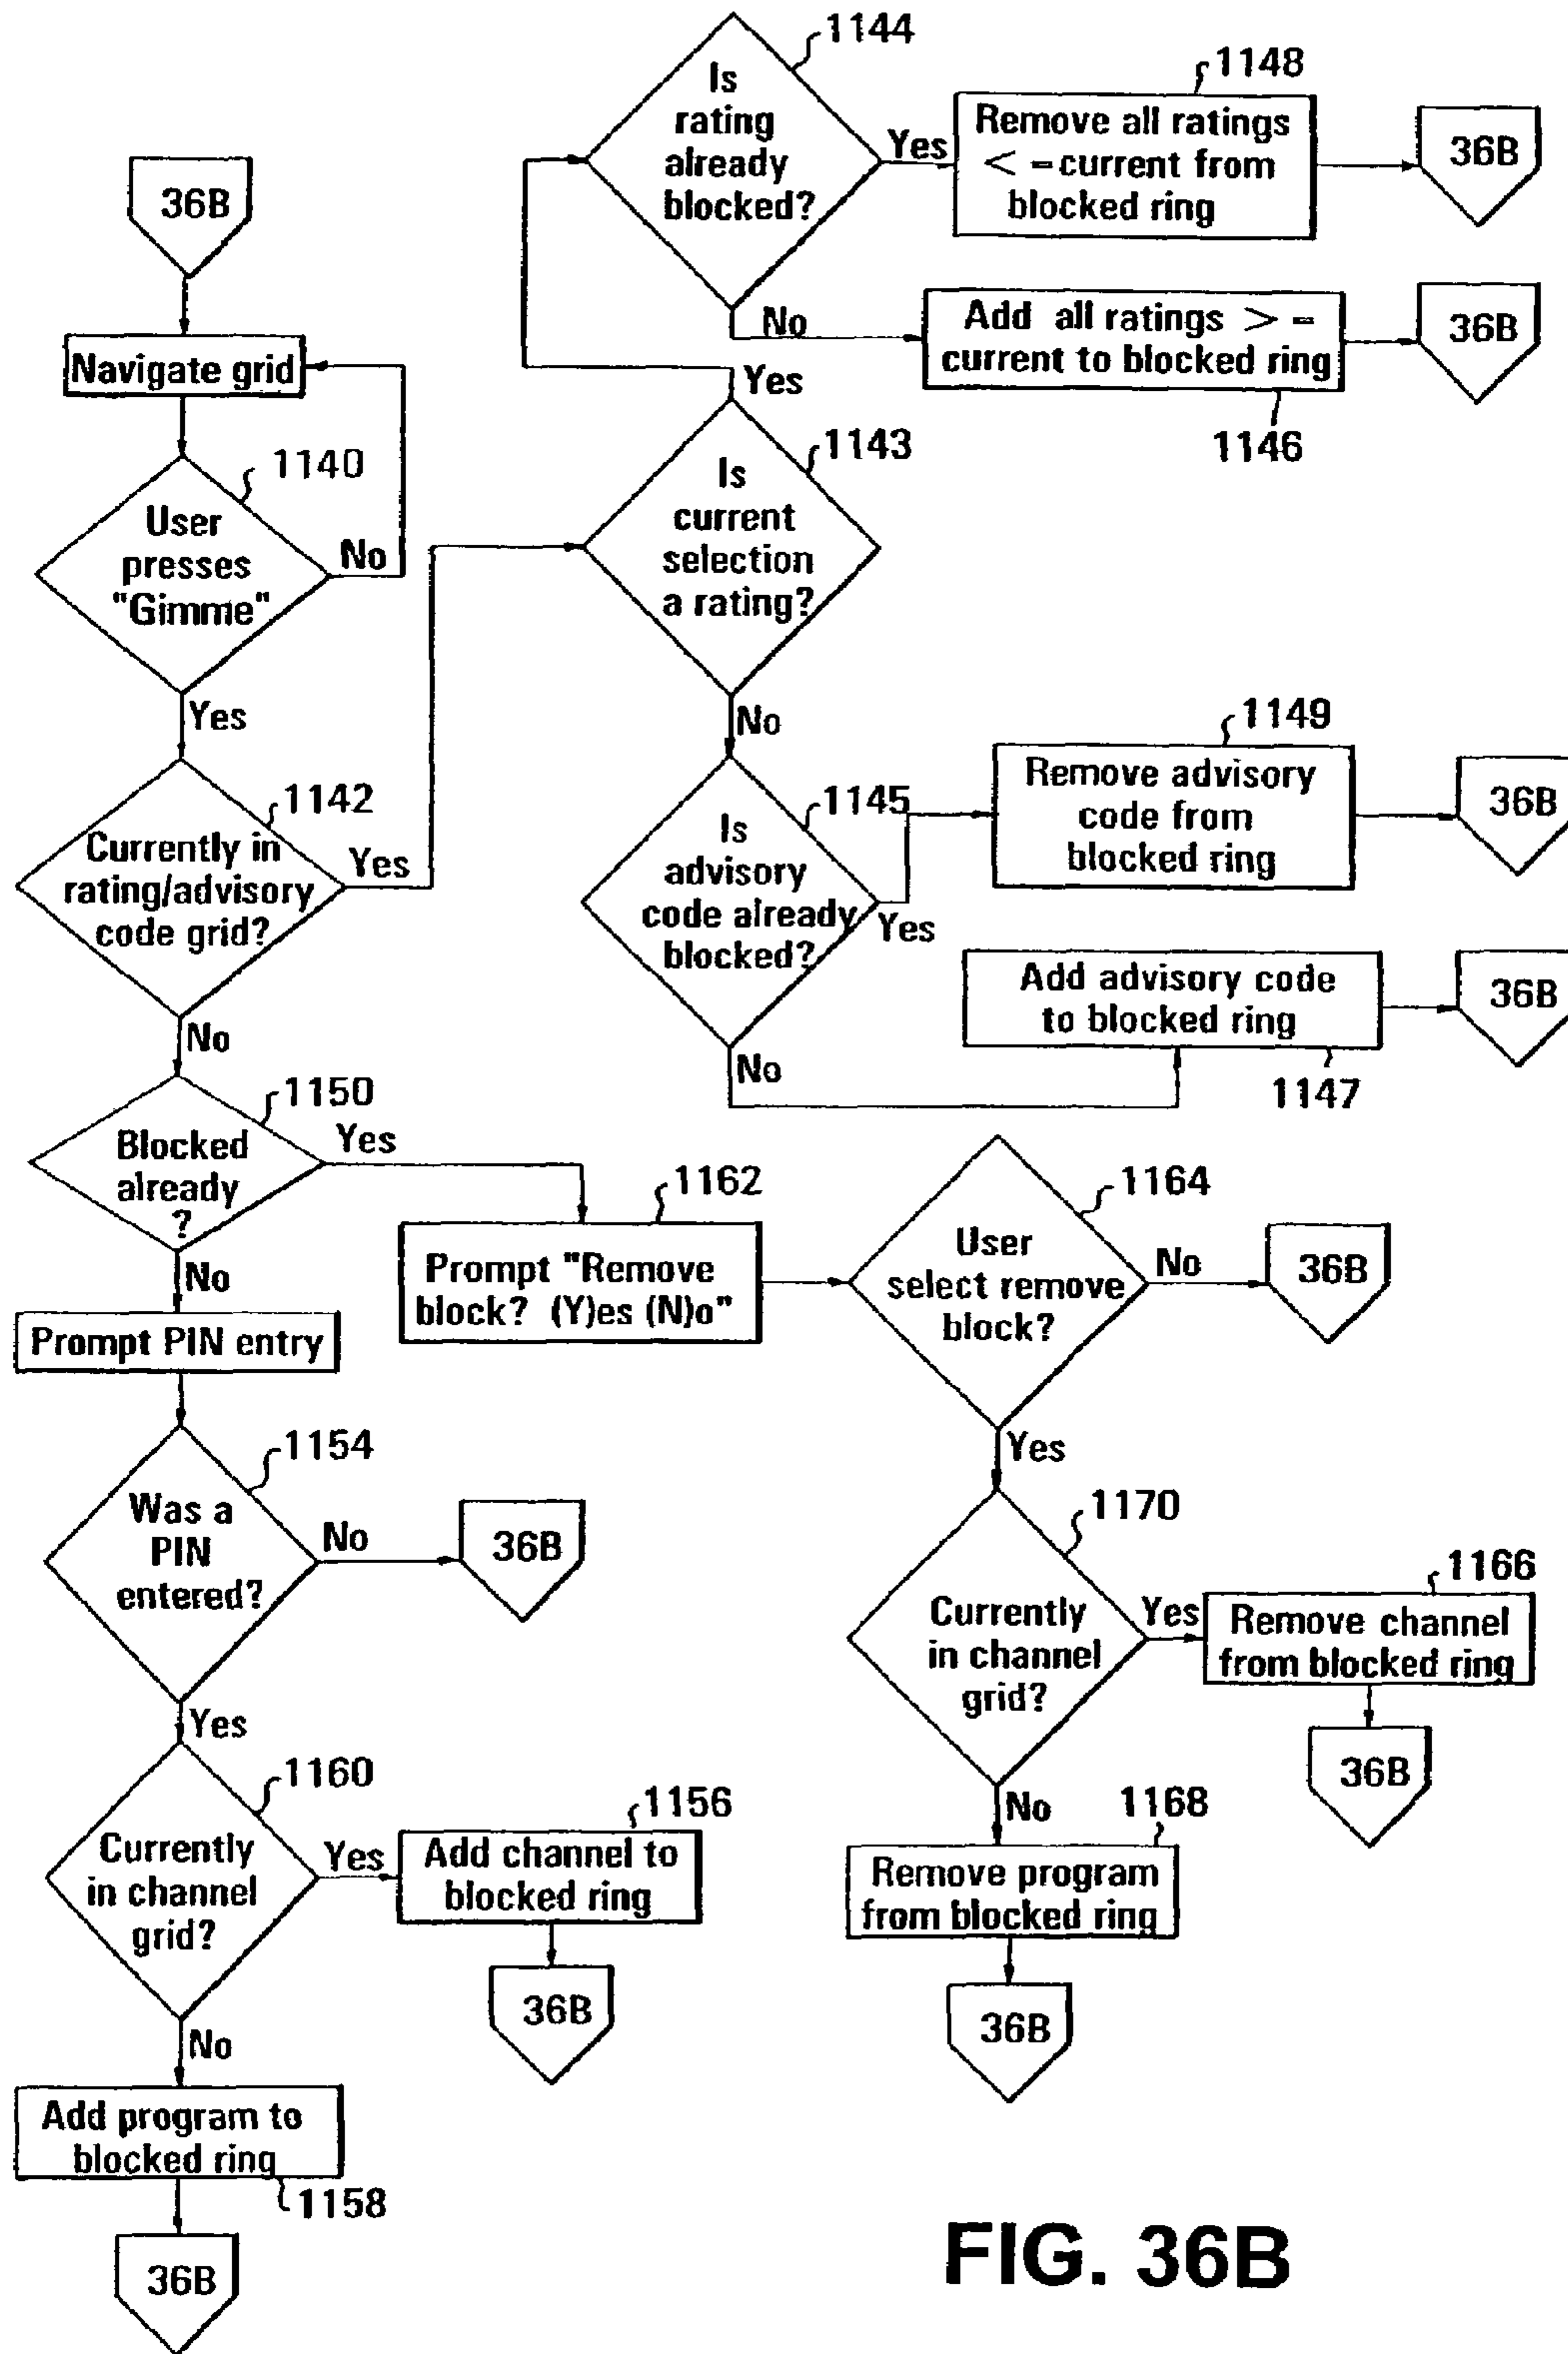 36B
Navigate grid
1140
User
presses
"Gimme"
No
Yes
1142
Currently in
rating/advisory
code grid?
Yes
No
1143
Is
current
selection
a rating?
Yes
No
1144
Is
rating
already
blocked?
Yes
1148
Remove all ratings
< = current from
blocked ring
36B
No
Add all ratings > =
current to blocked ring
1146
36B
1145
Is
advisory
code already
blocked?
Yes
1149
Remove advisory
code from
blocked ring
36B
No
Add advisory code
to blocked ring
1147
36B
1150
Blocked
already
?
Yes
No
1162
Prompt "Remove
block? (Y)es (N)o"
1164
User
select remove
block?
No
36B
Yes
1170
Currently
in channel
grid?
Yes
1166
Remove channel
from blocked ring
36B
No
1168
Remove program
from blocked ring
36B
Prompt PIN entry
1154
Was a
PIN
entered?
No
36B
Yes
1160
Currently
in channel
grid?
Yes
1156
Add channel to
blocked ring
36B
No
Add program to
blocked ring
1158
36B
FIG. 36B